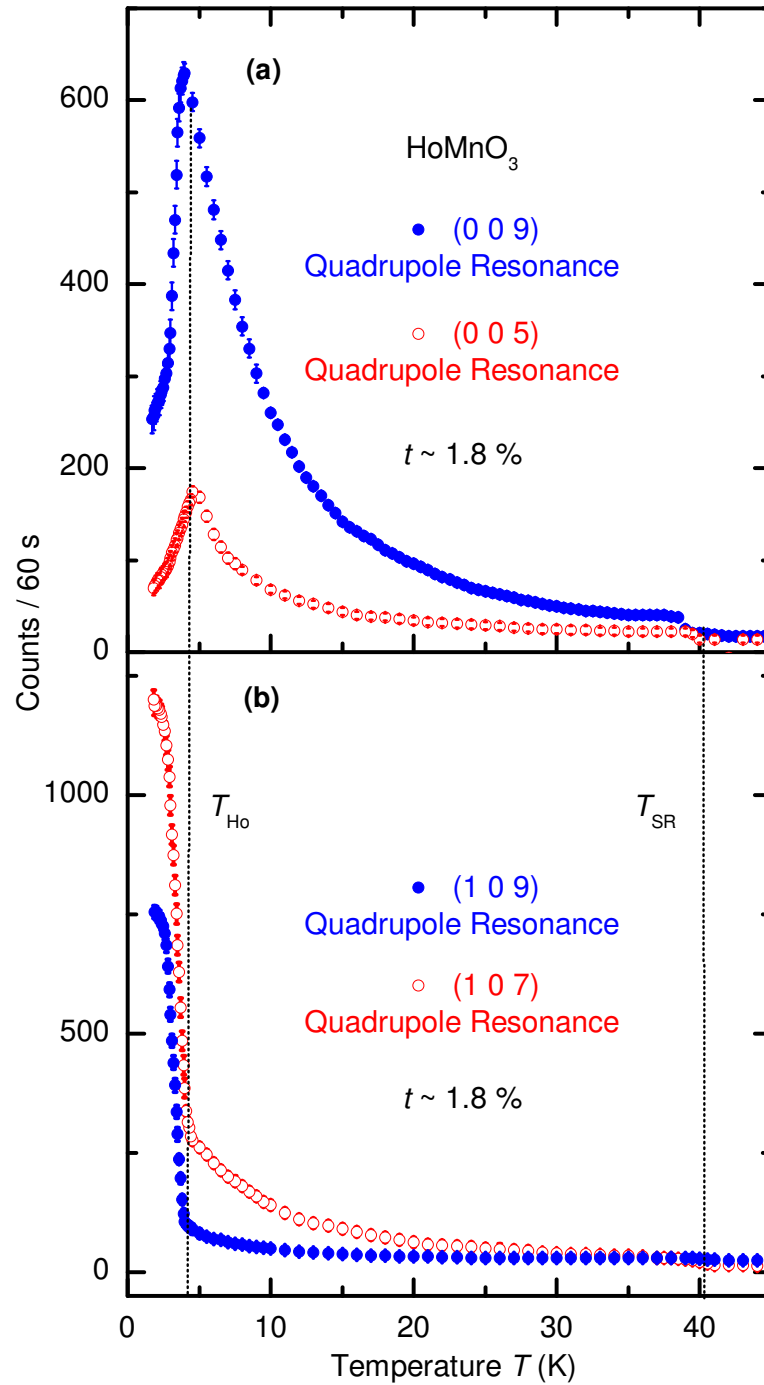 (a)
600
HoMnO₃
(0 0 9)
Quadrupole Resonance
400
(0 0 5)
Quadrupole Resonance
t ~ 1.8 %
200
0
Counts / 60 s
(b)
1000
T_Ho
T_SR
(1 0 9)
Quadrupole Resonance
(1 0 7)
Quadrupole Resonance
500
t ~ 1.8 %
0
0 10 20 30 40
Temperature T (K)